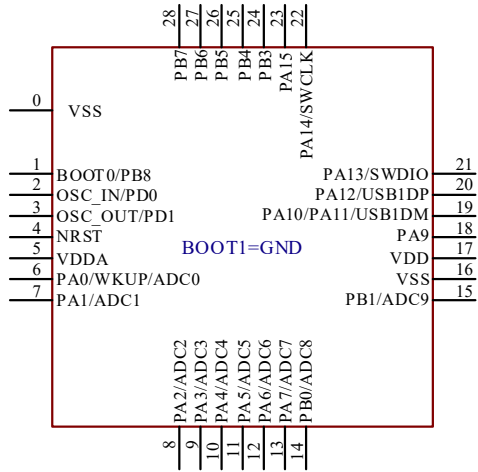 28
27
26
25
24
23
22
PB7
PB6
PB5
PB4
PB3
PA15
PA14/SWCLK
0
VSS
1 BOOT0/PB8
2 OSC_IN/PD0
3 OSC_OUT/PD1
4 NRST
5 VDDA
6 PA0/WKUP/ADC0
7 PA1/ADC1
BOOT1=GND
PA13/SWDIO 21
PA12/USB1DP 20
PA10/PA11/USB1DM 19
PA9 18
VDD 17
VSS 16
PB1/ADC9 15
PA2/ADC2
PA3/ADC3
PA4/ADC4
PA5/ADC5
PA6/ADC6
PA7/ADC7
PB0/ADC8
8
9
10
11
12
13
14